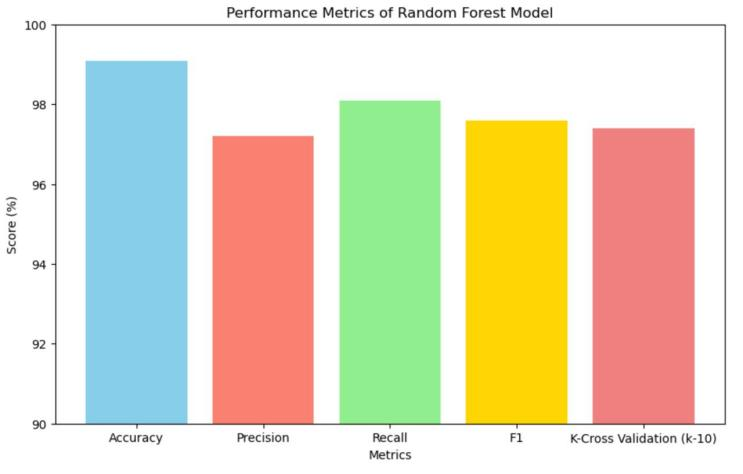 Performance Metrics of Random Forest Model
100
98
96
94
92
90
Score (%)
Accuracy
Precision
Recall
F1
K-Cross Validation (k-10)
Metrics